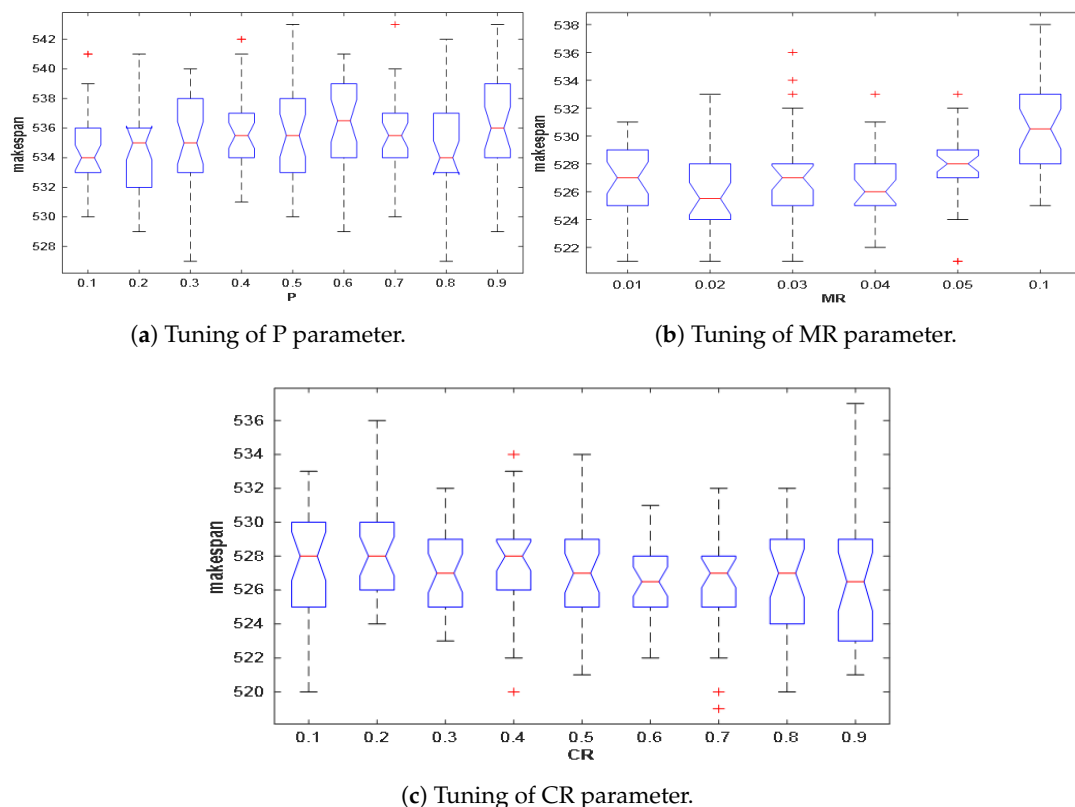 makespan
542
540
538
536
534
532
530
528
0.1 0.2 0.3 0.4 0.5 0.6 0.7 0.8 0.9
P
(a) Tuning of P parameter.
makespan
538
536
534
532
530
528
526
524
522
0.01 0.02 0.03 0.04 0.05 0.1
MR
(b) Tuning of MR parameter.
makespan
536
534
532
530
528
526
524
522
520
0.1 0.2 0.3 0.4 0.5 0.6 0.7 0.8 0.9
CR
(c) Tuning of CR parameter.